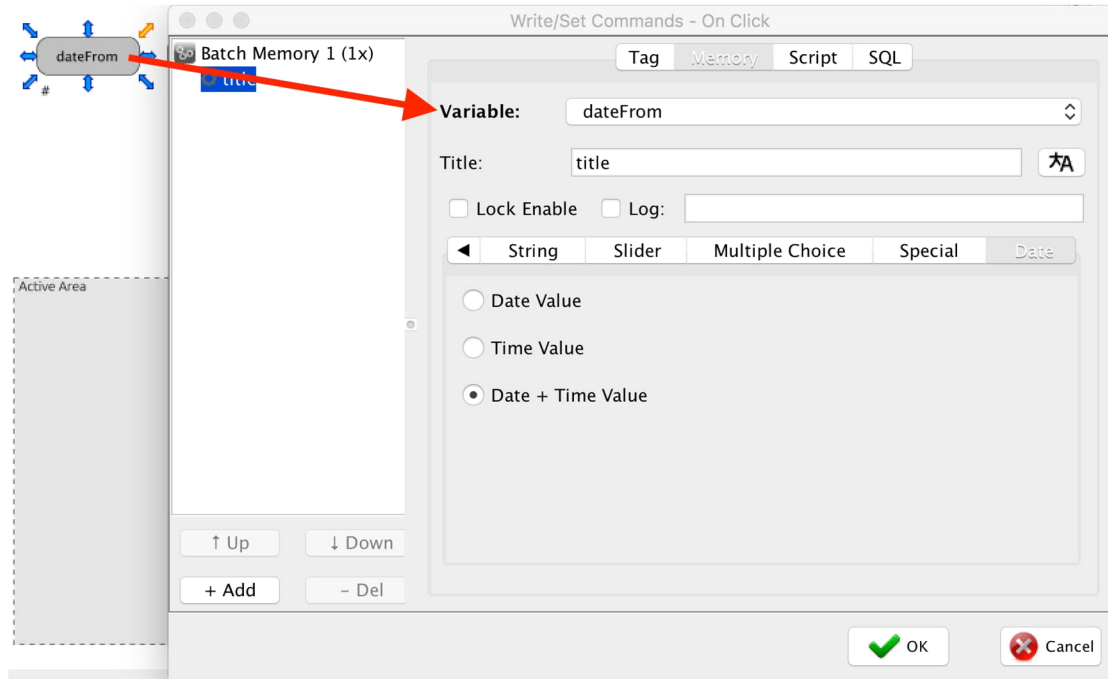 Write/Set Commands - On Click
dateFrom
#
Batch Memory 1 (1x)
title
Tag Memory Script SQL
Variable: dateFrom
Title: title
Lock Enable Log:
◀ String Slider Multiple Choice Special Date
Date Value
Time Value
Date + Time Value
Active Area
↑ Up ↓ Down
+ Add - Del
OK Cancel